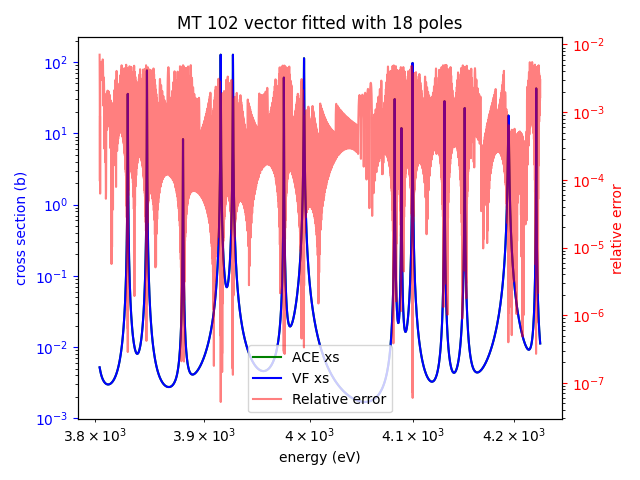 MT 102 vector fitted with 18 poles
10²
10¹
10⁰
10⁻¹
10⁻²
10⁻³
cross section (b)
10⁻²
10⁻³
10⁻⁴
10⁻⁵
10⁻⁶
10⁻⁷
relative error
ACE xs
VF xs
Relative error
3.8 × 10³ 3.9 × 10³ 4 × 10³ 4.1 × 10³ 4.2 × 10³
energy (eV)